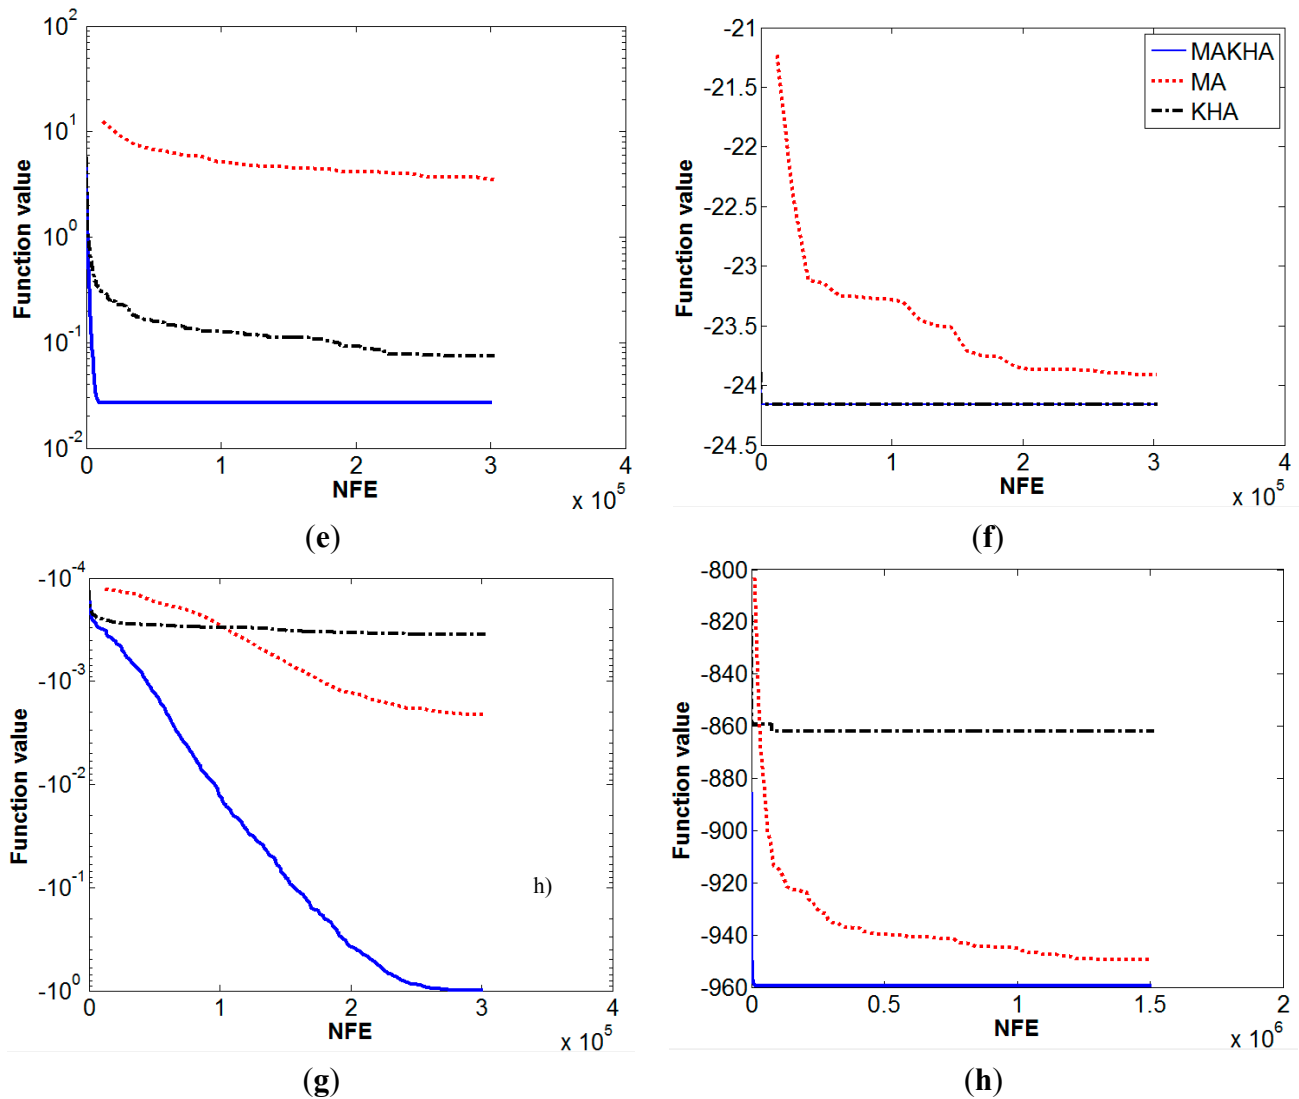 10^2
10^1
10^0
10^-1
10^-2
Function value
0 1 2 3 4
NFE
x 10^5
(e)
-21
-21.5
-22
-22.5
-23
-23.5
-24
-24.5
Function value
MAKHA
MA
KHA
0 1 2 3 4
NFE
x 10^5
(f)
-10^-4
-10^-3
-10^-2
-10^-1
-10^0
Function value
h)
0 1 2 3 4
NFE
x 10^5
(g)
-800
-820
-840
-860
-880
-900
-920
-940
-960
Function value
0 0.5 1 1.5 2
NFE
x 10^6
(h)